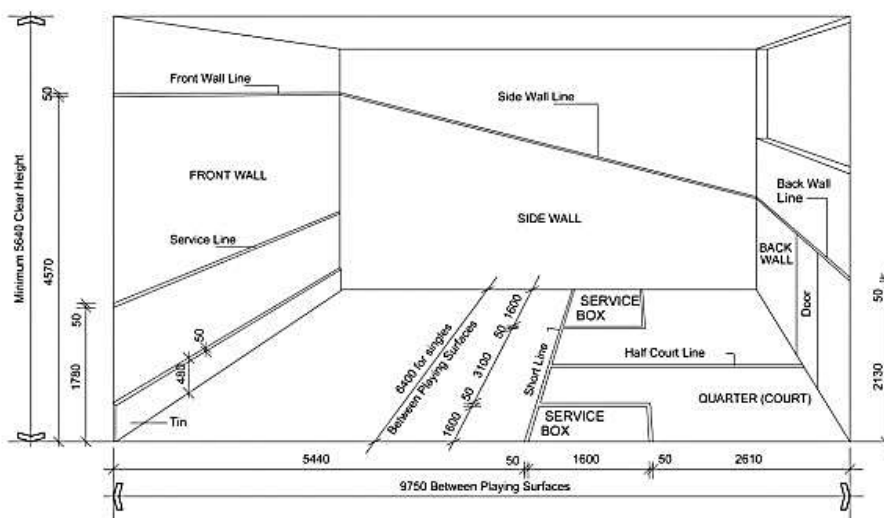 Minimum 5640 Clear Height
50
4570
50
1780
Front Wall Line
FRONT WALL
Service Line
50
480
Tin
Side Wall Line
SIDE WALL
Back Wall
Line
BACK
WALL
Door
50
2130
6400 for singles
Between Playing Surfaces
1600
50
3100
50
1600
Short Line
SERVICE
BOX
Half Court Line
QUARTER (COURT)
SERVICE
BOX
5440
50
1600
50
2610
9750 Between Playing Surfaces